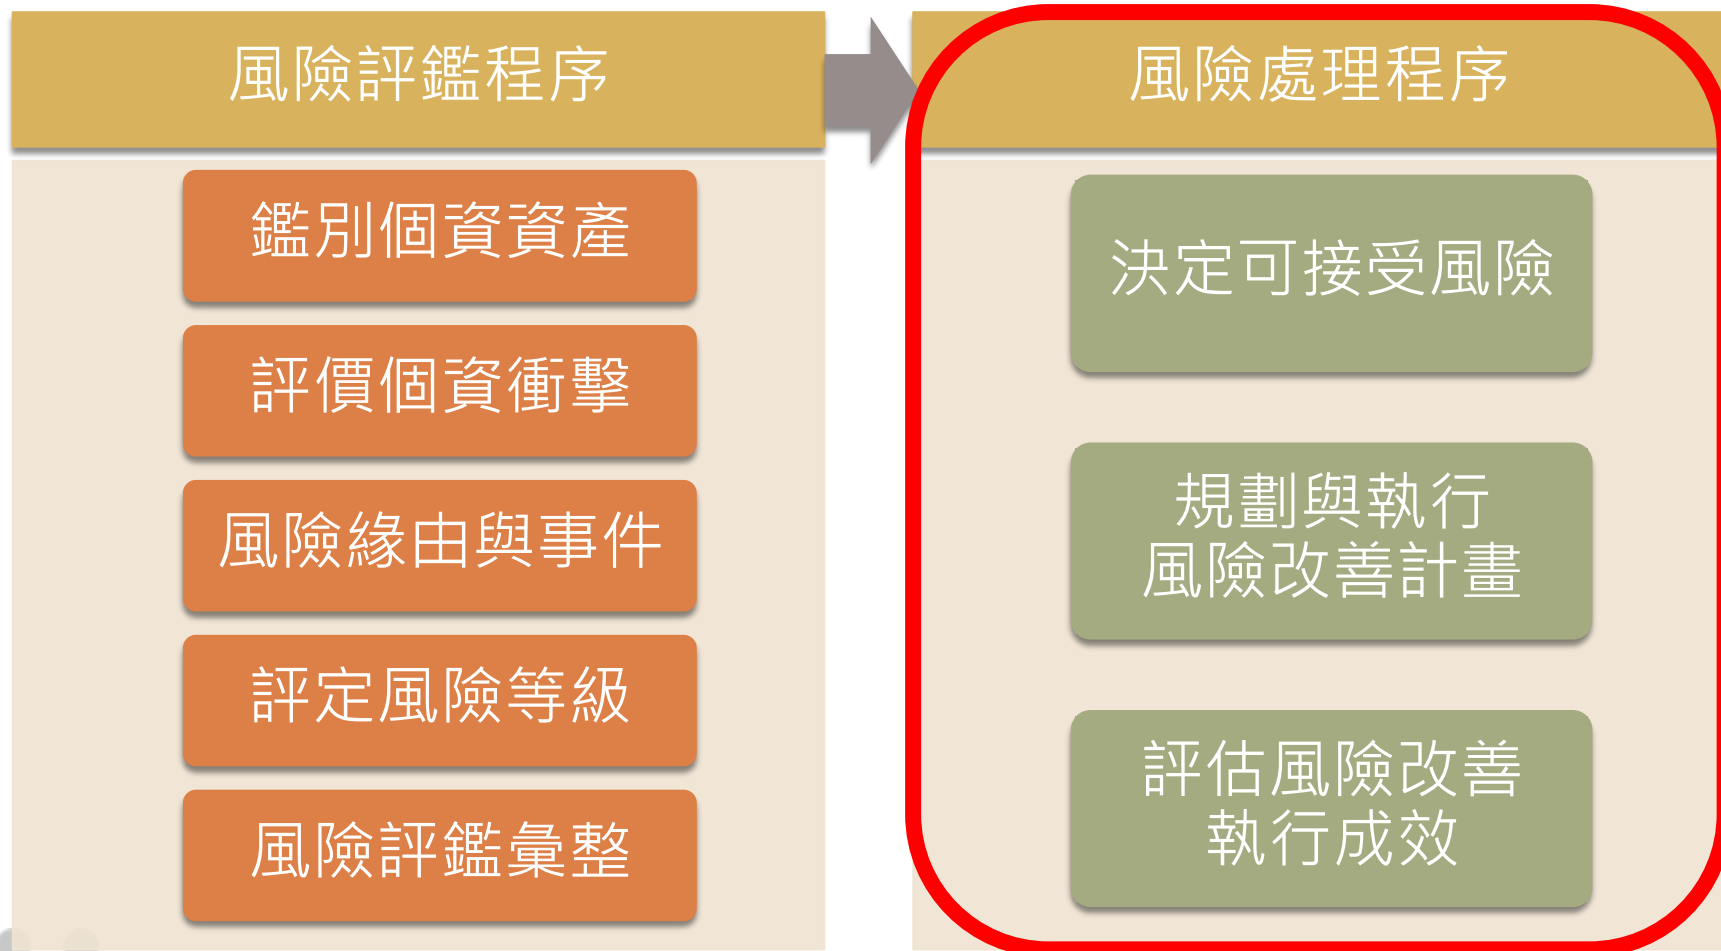 風險評鑑程序
鑑別個資資產
評價個資衝擊
風險緣由與事件
評定風險等級
風險評鑑彙整
風險處理程序
決定可接受風險
規劃與執行
風險改善計畫
評估風險改善
執行成效